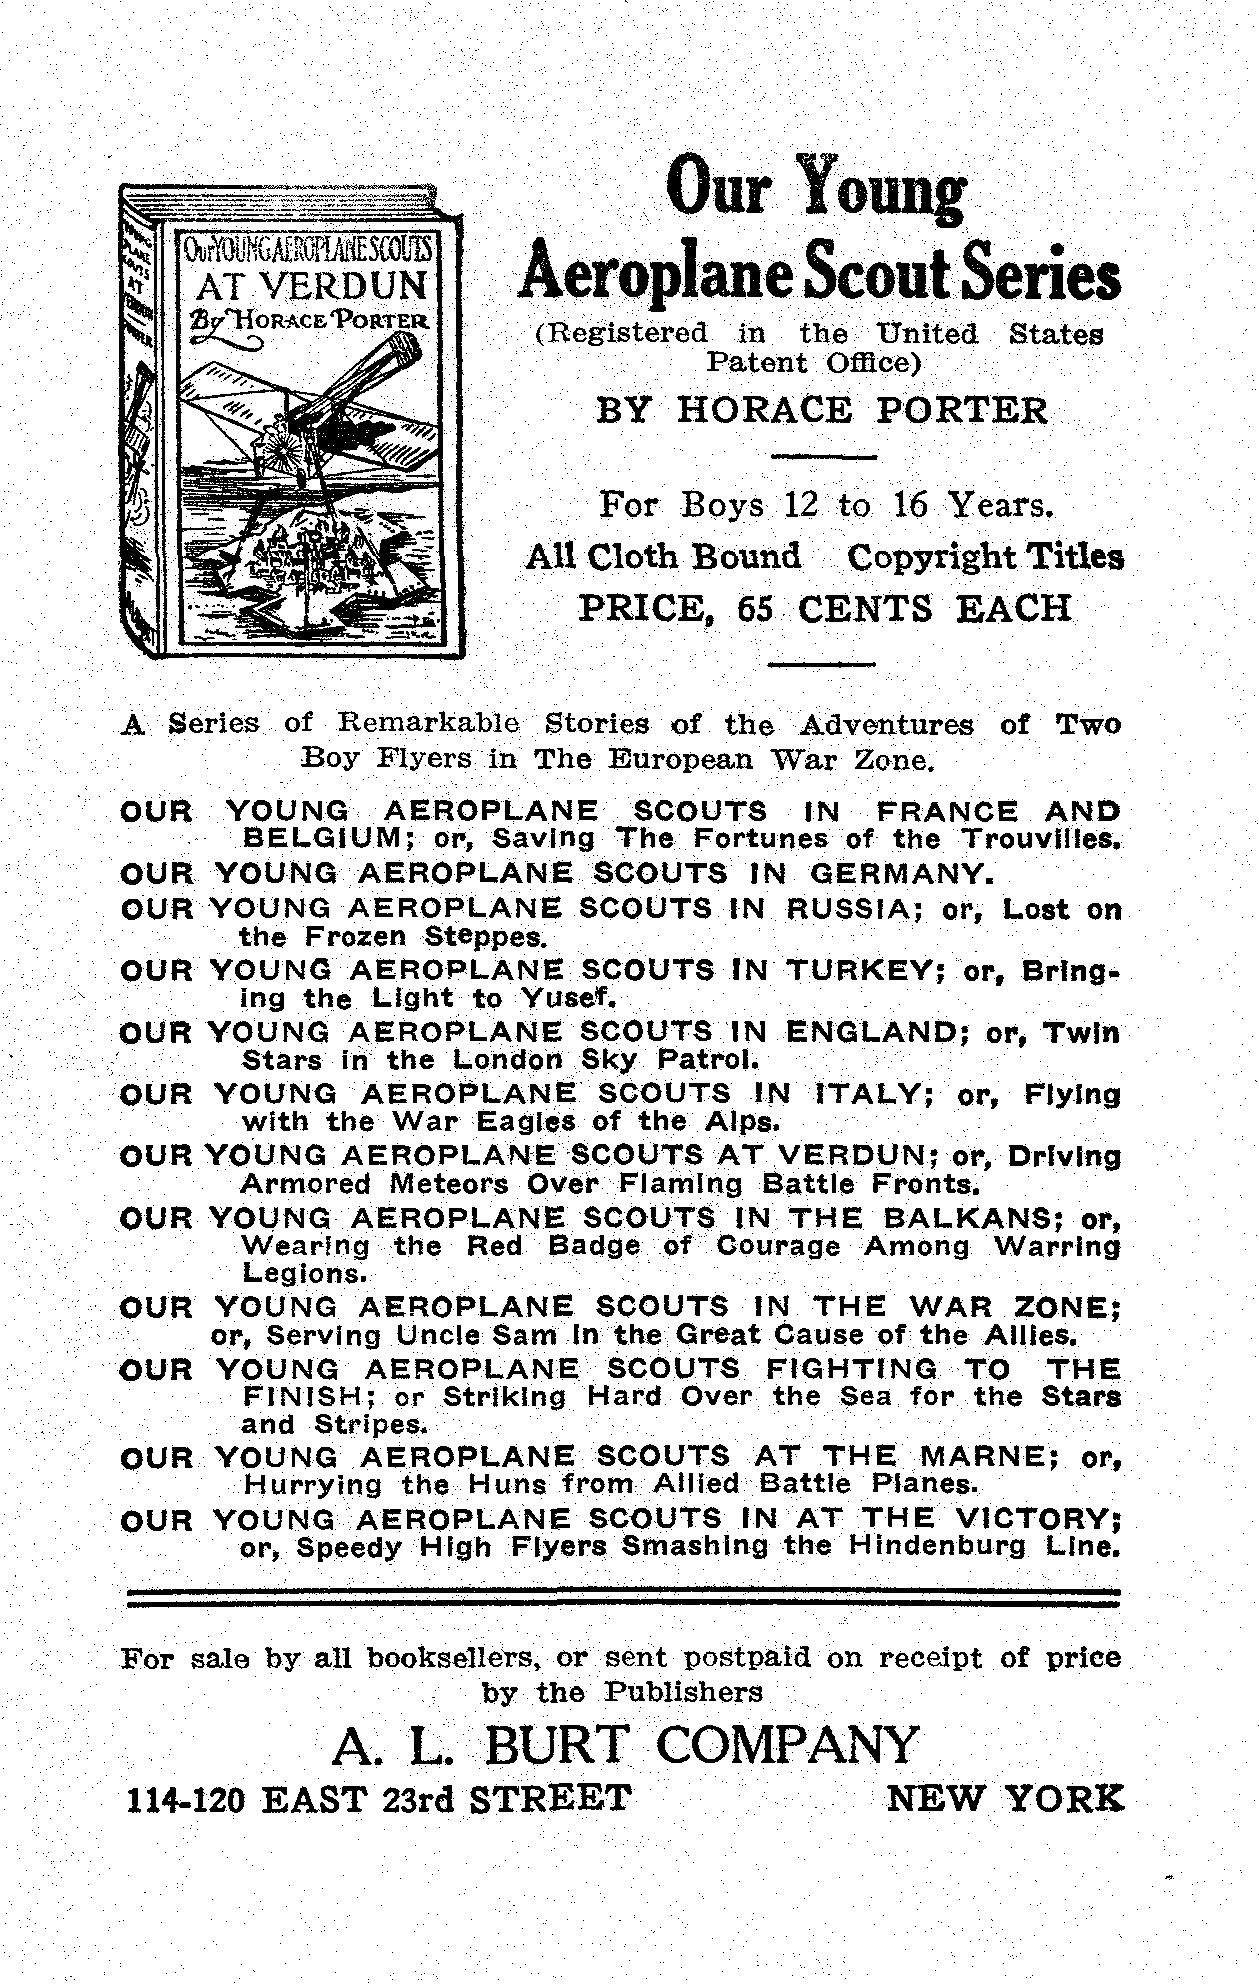 OurYOUNGAEROPLANESCOUTS
AT VERDUN
By HORACE PORTER
Our Young
Aeroplane Scout Series
(Registered in the United States
Patent Office)
BY HORACE PORTER
For Boys 12 to 16 Years.
All Cloth Bound Copyright Titles
PRICE, 65 CENTS EACH
A Series of Remarkable Stories of the Adventures of Two
Boy Flyers in The European War Zone.
OUR YOUNG AEROPLANE SCOUTS IN FRANCE AND
BELGIUM; or, Saving The Fortunes of the Trouvilles.
OUR YOUNG AEROPLANE SCOUTS IN GERMANY.
OUR YOUNG AEROPLANE SCOUTS IN RUSSIA; or, Lost on
the Frozen Steppes.
OUR YOUNG AEROPLANE SCOUTS IN TURKEY; or, Bring-
ing the Light to Yusef.
OUR YOUNG AEROPLANE SCOUTS IN ENGLAND; or, Twin
Stars in the London Sky Patrol.
OUR YOUNG AEROPLANE SCOUTS IN ITALY; or, Flying
with the War Eagles of the Alps.
OUR YOUNG AEROPLANE SCOUTS AT VERDUN; or, Driving
Armored Meteors Over Flaming Battle Fronts.
OUR YOUNG AEROPLANE SCOUTS IN THE BALKANS; or,
Wearing the Red Badge of Courage Among Warring
Legions.
OUR YOUNG AEROPLANE SCOUTS IN THE WAR ZONE;
or, Serving Uncle Sam In the Great Cause of the Allies.
OUR YOUNG AEROPLANE SCOUTS FIGHTING TO THE
FINISH; or Striking Hard Over the Sea for the Stars
and Stripes.
OUR YOUNG AEROPLANE SCOUTS AT THE MARNE; or,
Hurrying the Huns from Allied Battle Planes.
OUR YOUNG AEROPLANE SCOUTS IN AT THE VICTORY;
or, Speedy High Flyers Smashing the Hindenburg Line.
For sale by all booksellers, or sent postpaid on receipt of price
by the Publishers
A. L. BURT COMPANY
114-120 EAST 23rd STREET NEW YORK